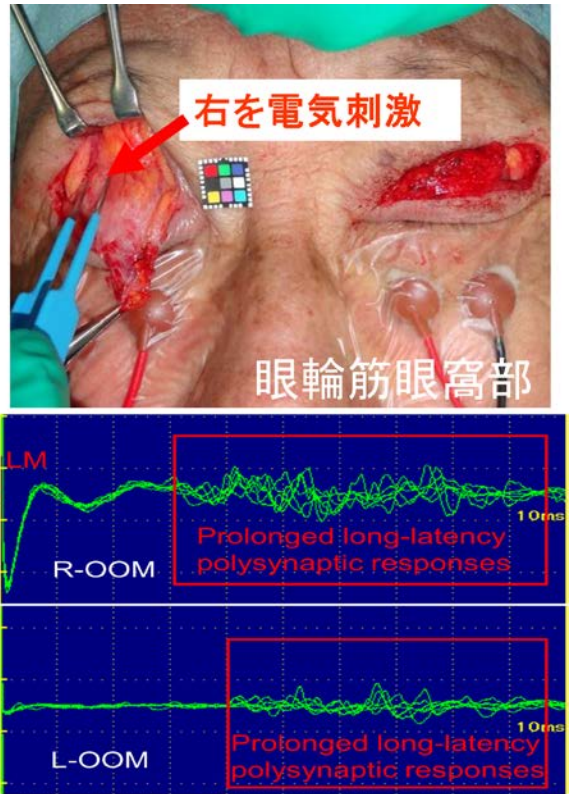 右を電気刺激
眼輪筋眼窩部
LM
10ms
Prolonged long-latency
polysynaptic responses
R-OOM
10ms
Prolonged long-latency
polysynaptic responses
L-OOM